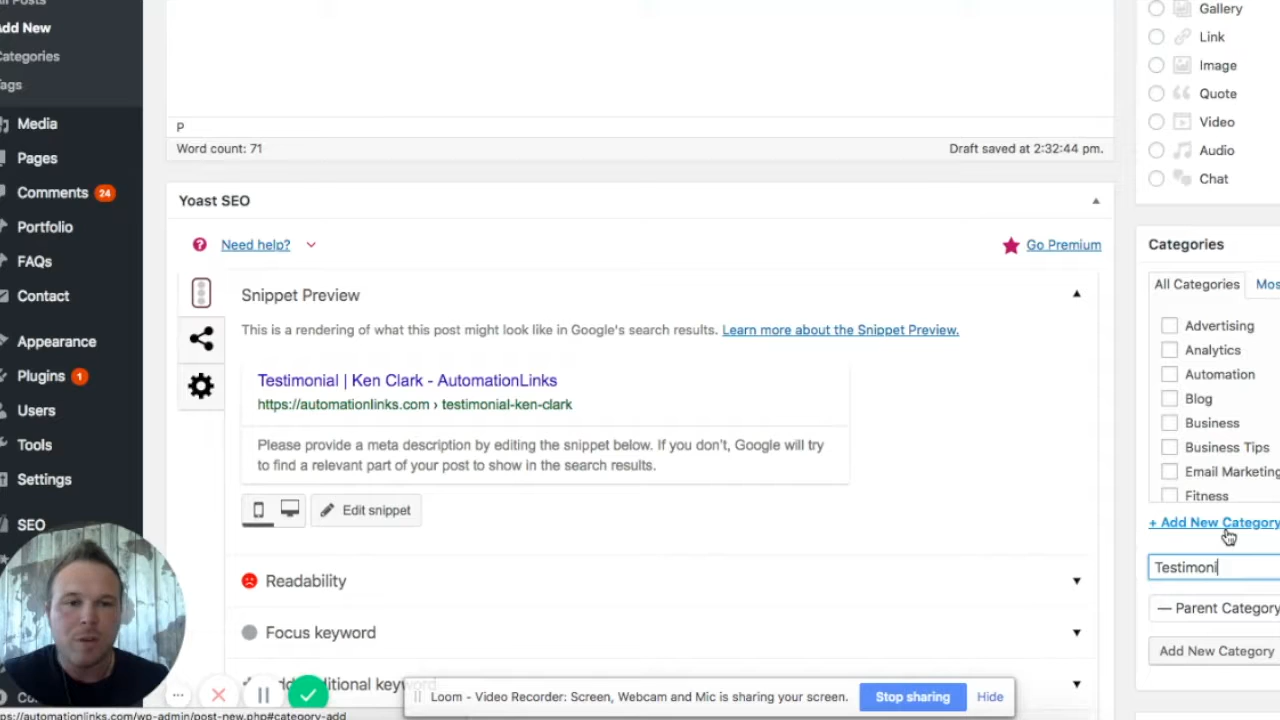 All Posts
Add New
Categories
Tags
Media
Pages
Comments 24
Portfolio
FAQs
Contact
Appearance
Plugins 1
Users
Tools
Settings
SEO
P
Word count: 71
Draft saved at 2:32:44 pm.
Yoast SEO
Need help?
Go Premium
Snippet Preview
This is a rendering of what this post might look like in Google's search results. Learn more about the Snippet Preview.
Testimonial | Ken Clark - AutomationLinks
https://automationlinks.com › testimonial-ken-clark
Please provide a meta description by editing the snippet below. If you don't, Google will try
to find a relevant part of your post to show in the search results.
Edit snippet
Readability
Focus keyword
Loom - Video Recorder: Screen, Webcam and Mic is sharing your screen.
Stop sharing
Hide
Gallery
Link
Image
Quote
Video
Audio
Chat
Categories
All Categories
Mos
Advertising
Analytics
Automation
Blog
Business
Business Tips
Email Marketing
Fitness
+ Add New Category
Testimoni
— Parent Category
Add New Category
ps://automationlinks.com/wp-admin/post-new.php#category-add